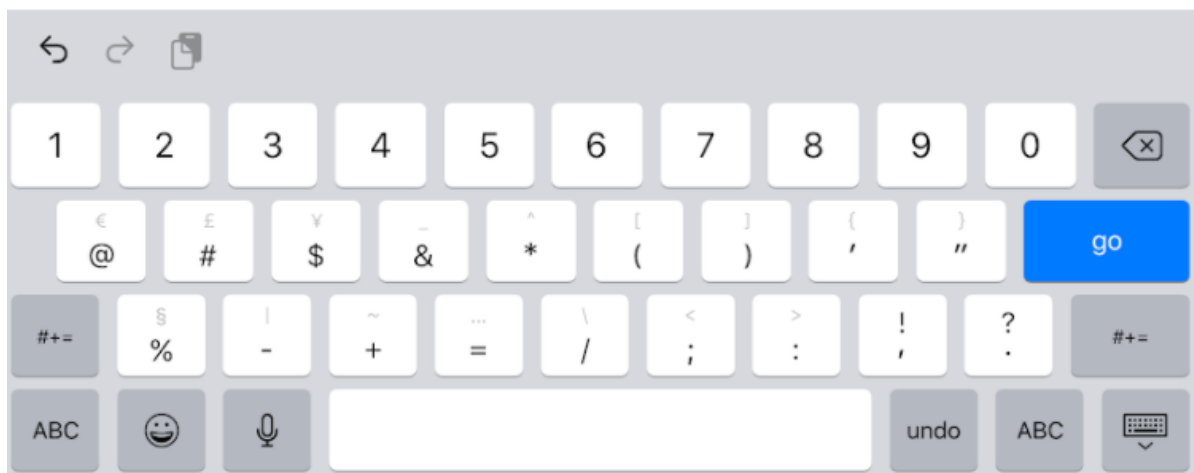 1 2 3 4 5 6 7 8 9 0
€ £ ¥ _ ^ [ ] { }
@ # $ & * ( ) ' " go
§ | ~ ... \ < > ! ?
#+= % - + = / ; : , . #+=
ABC undo ABC